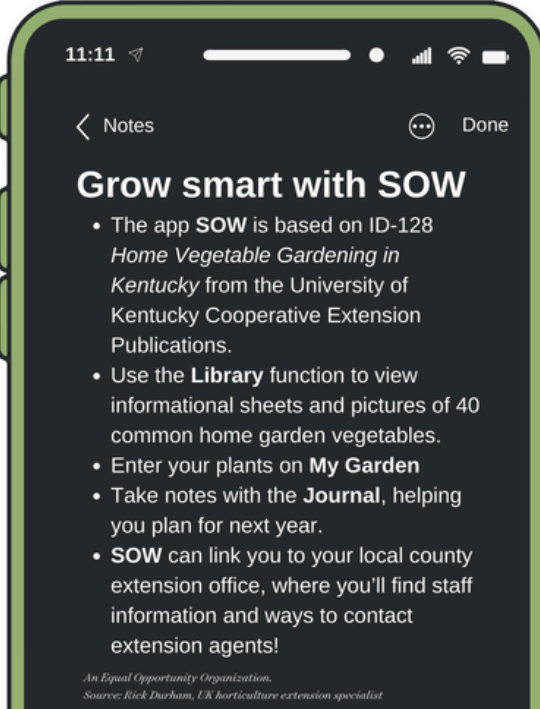 11:11
Notes
Done
Grow smart with SOW
• The app SOW is based on ID-128
Home Vegetable Gardening in
Kentucky from the University of
Kentucky Cooperative Extension
Publications.
• Use the Library function to view
informational sheets and pictures of 40
common home garden vegetables.
• Enter your plants on My Garden
• Take notes with the Journal, helping
you plan for next year.
• SOW can link you to your local county
extension office, where you'll find staff
information and ways to contact
extension agents!
An Equal Opportunity Organization.
Source: Rick Durham, UK horticulture extension specialist